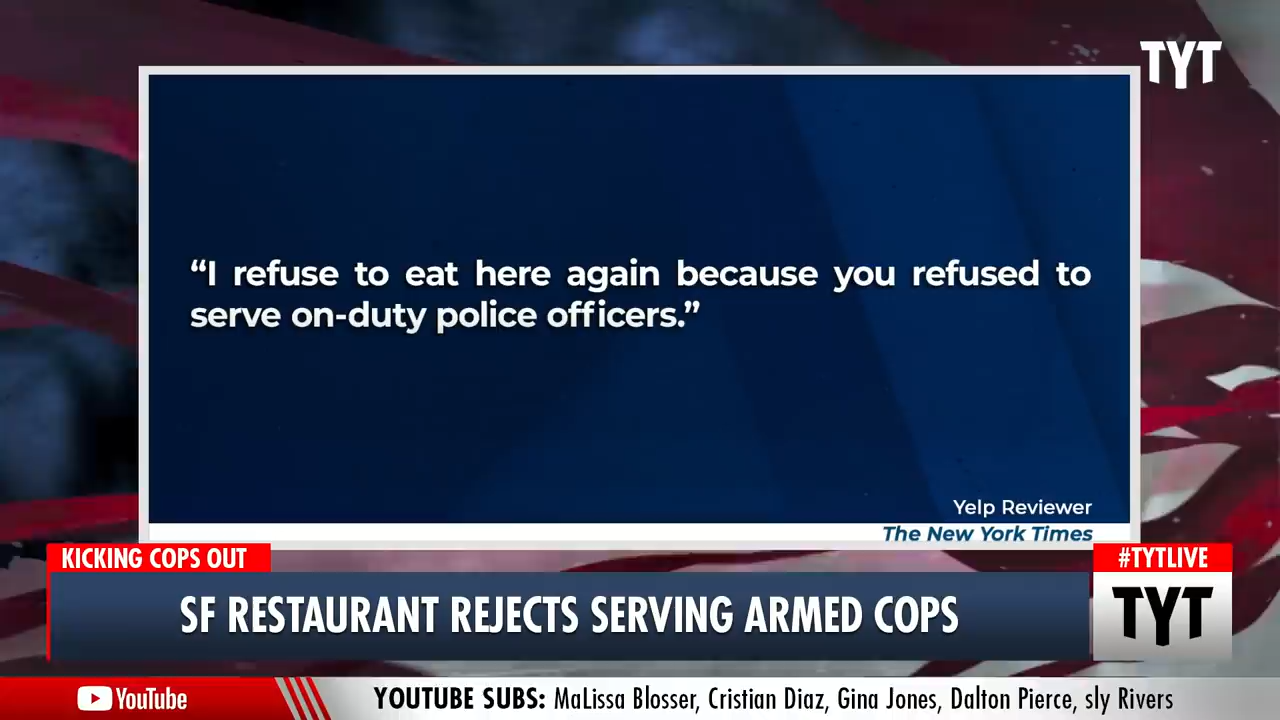 TYT
“I refuse to eat here again because you refused to
serve on-duty police officers.”
Yelp Reviewer
The New York Times
KICKING COPS OUT
#TYTLIVE
SF RESTAURANT REJECTS SERVING ARMED COPS
TYT
YouTube
YOUTUBE SUBS: MaLissa Blosser, Cristian Diaz, Gina Jones, Dalton Pierce, sly Rivers